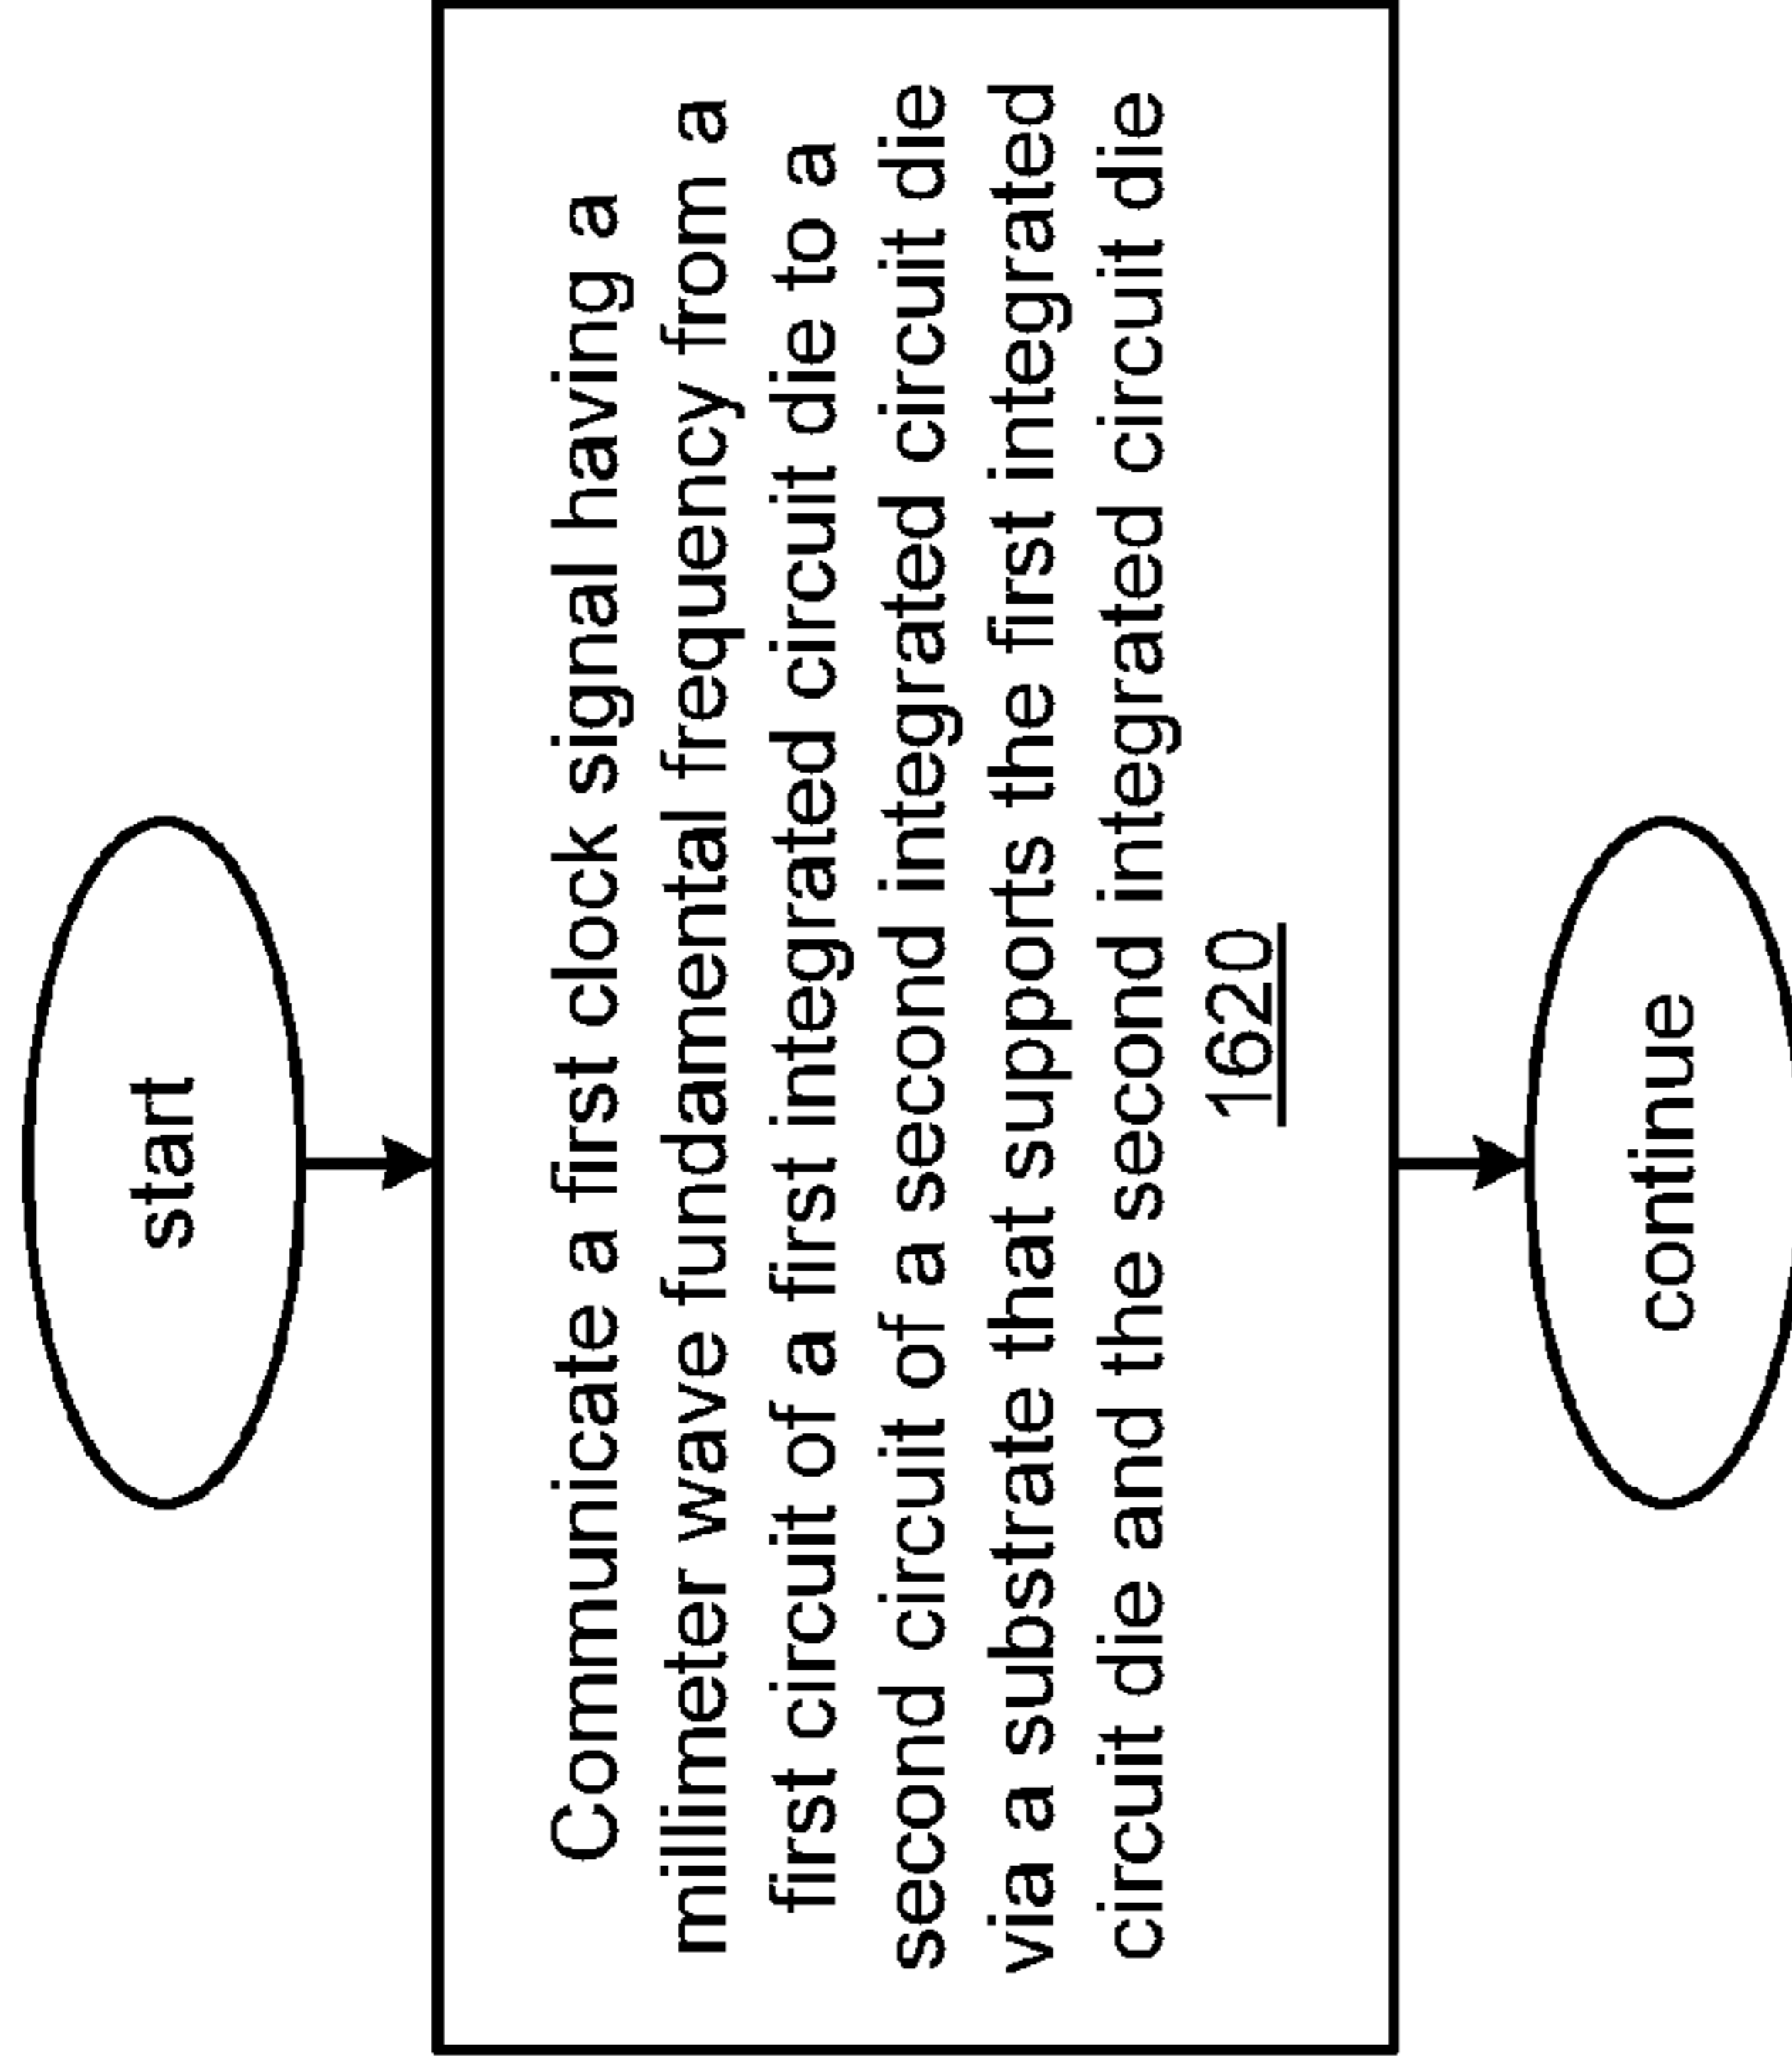 start
Communicate a first clock signal having a
millimeter wave fundamental frequency from a
first circuit of a first integrated circuit die to a
second circuit of a second integrated circuit die
via a substrate that supports the first integrated
circuit die and the second integrated circuit die
1620
continue